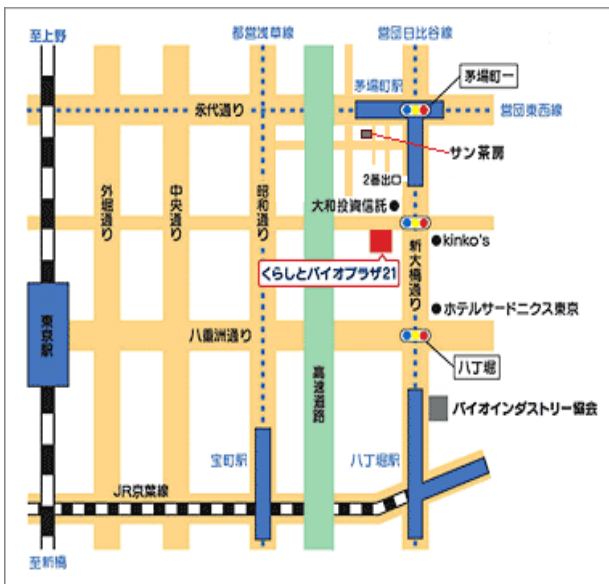 至上野
都営浅草線
営団日比谷線
茅場町駅
茅場町一
永代通り
営団東西線
サン茶房
2番出口
外堀通り
中央通り
昭和通り
大和投資信託
新大橋通り
kinko's
くらしとバイオプラザ21
東京駅
ホテルサードニクス東京
八重洲通り
八丁堀
高速道路
バイオインダストリー協会
宝町駅
八丁堀駅
JR京葉線
至新橋